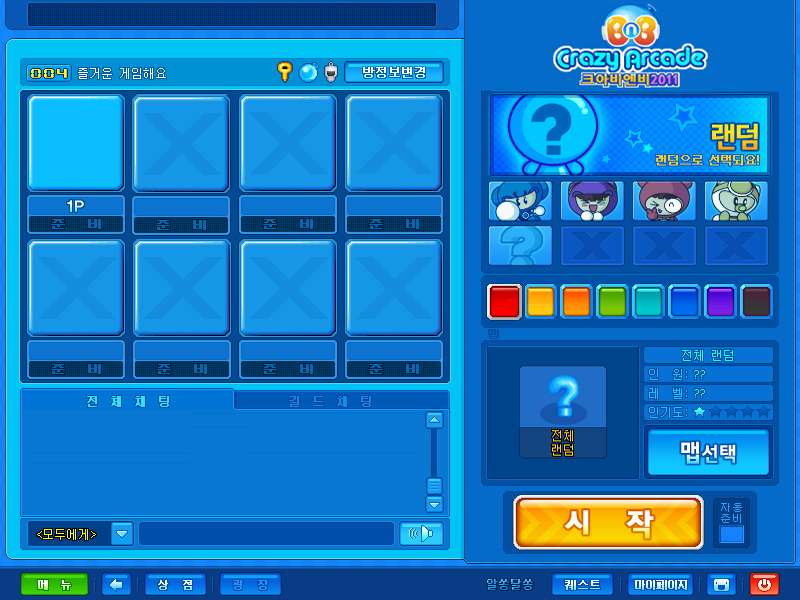 004 즐거운 게임해요
방정보변경
1P
준 비
준 비
준 비
준 비
준 비
준 비
준 비
준 비
전 체 채 팅
길 드 채 팅
<모두에게>
BnB
Crazy Arcade
크아비엔비2011
?
랜덤
랜덤으로 선택되요!
?
맵
?
전체
랜덤
전체 랜덤
인 원: ??
레 벨: ??
인기도:
맵선택
시 작
자동
준비
메 뉴
상 점
광 장
알쏭달쏭
퀘스트
마이페이지